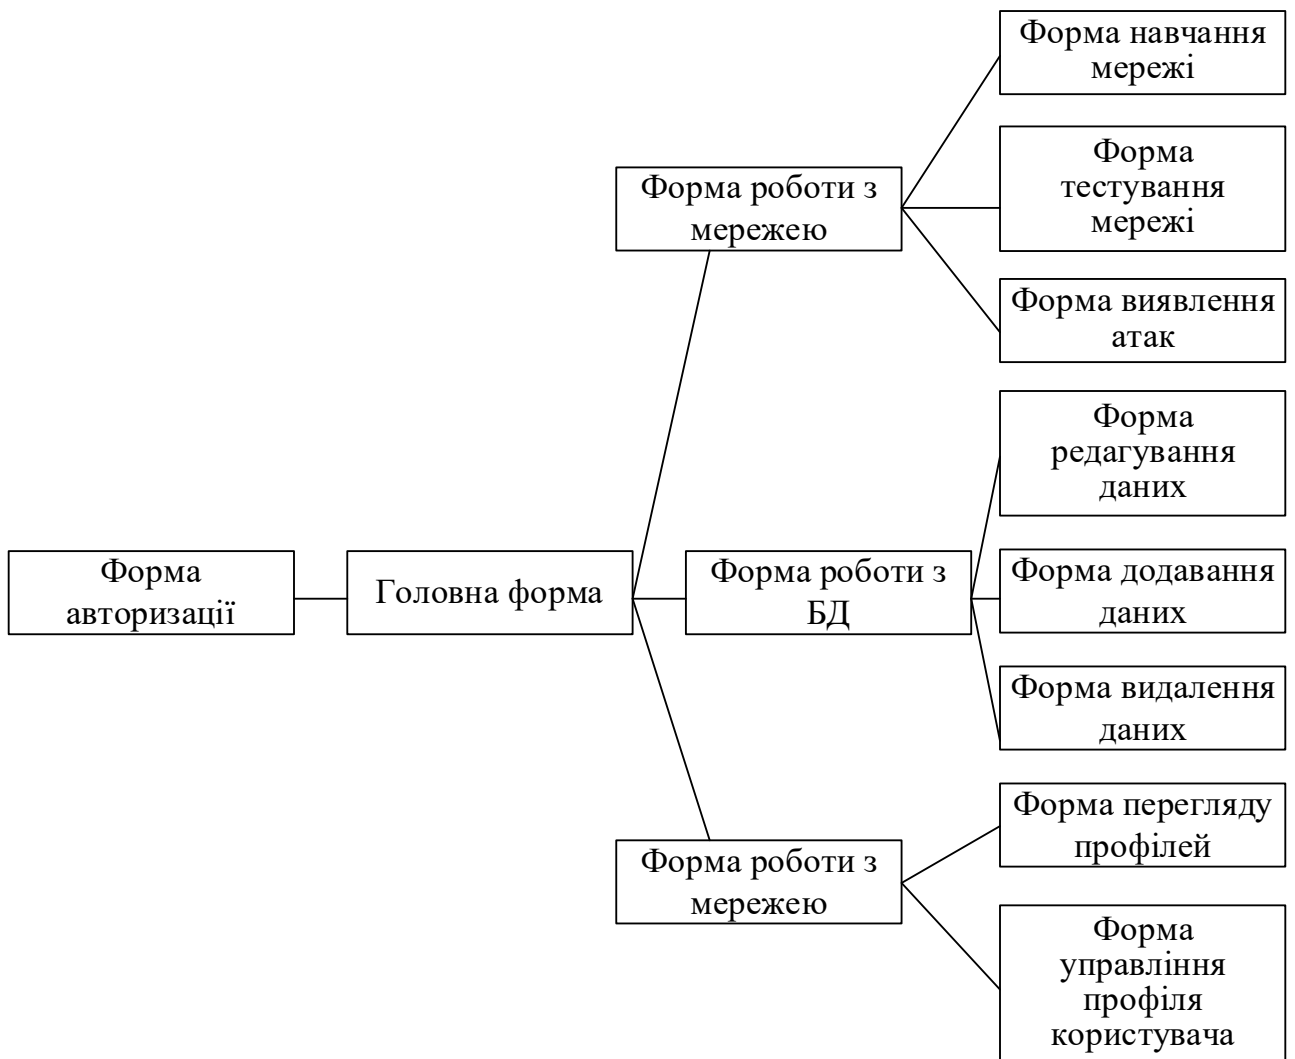 Форма навчання
мережі
Форма
тестування
мережі
Форма роботи з
мережею
Форма виявлення
атак
Форма
редагування
даних
Форма
авторизації
Головна форма
Форма роботи з
БД
Форма додавання
даних
Форма видалення
даних
Форма перегляду
профілей
Форма роботи з
мережею
Форма
управління
профіля
користувача